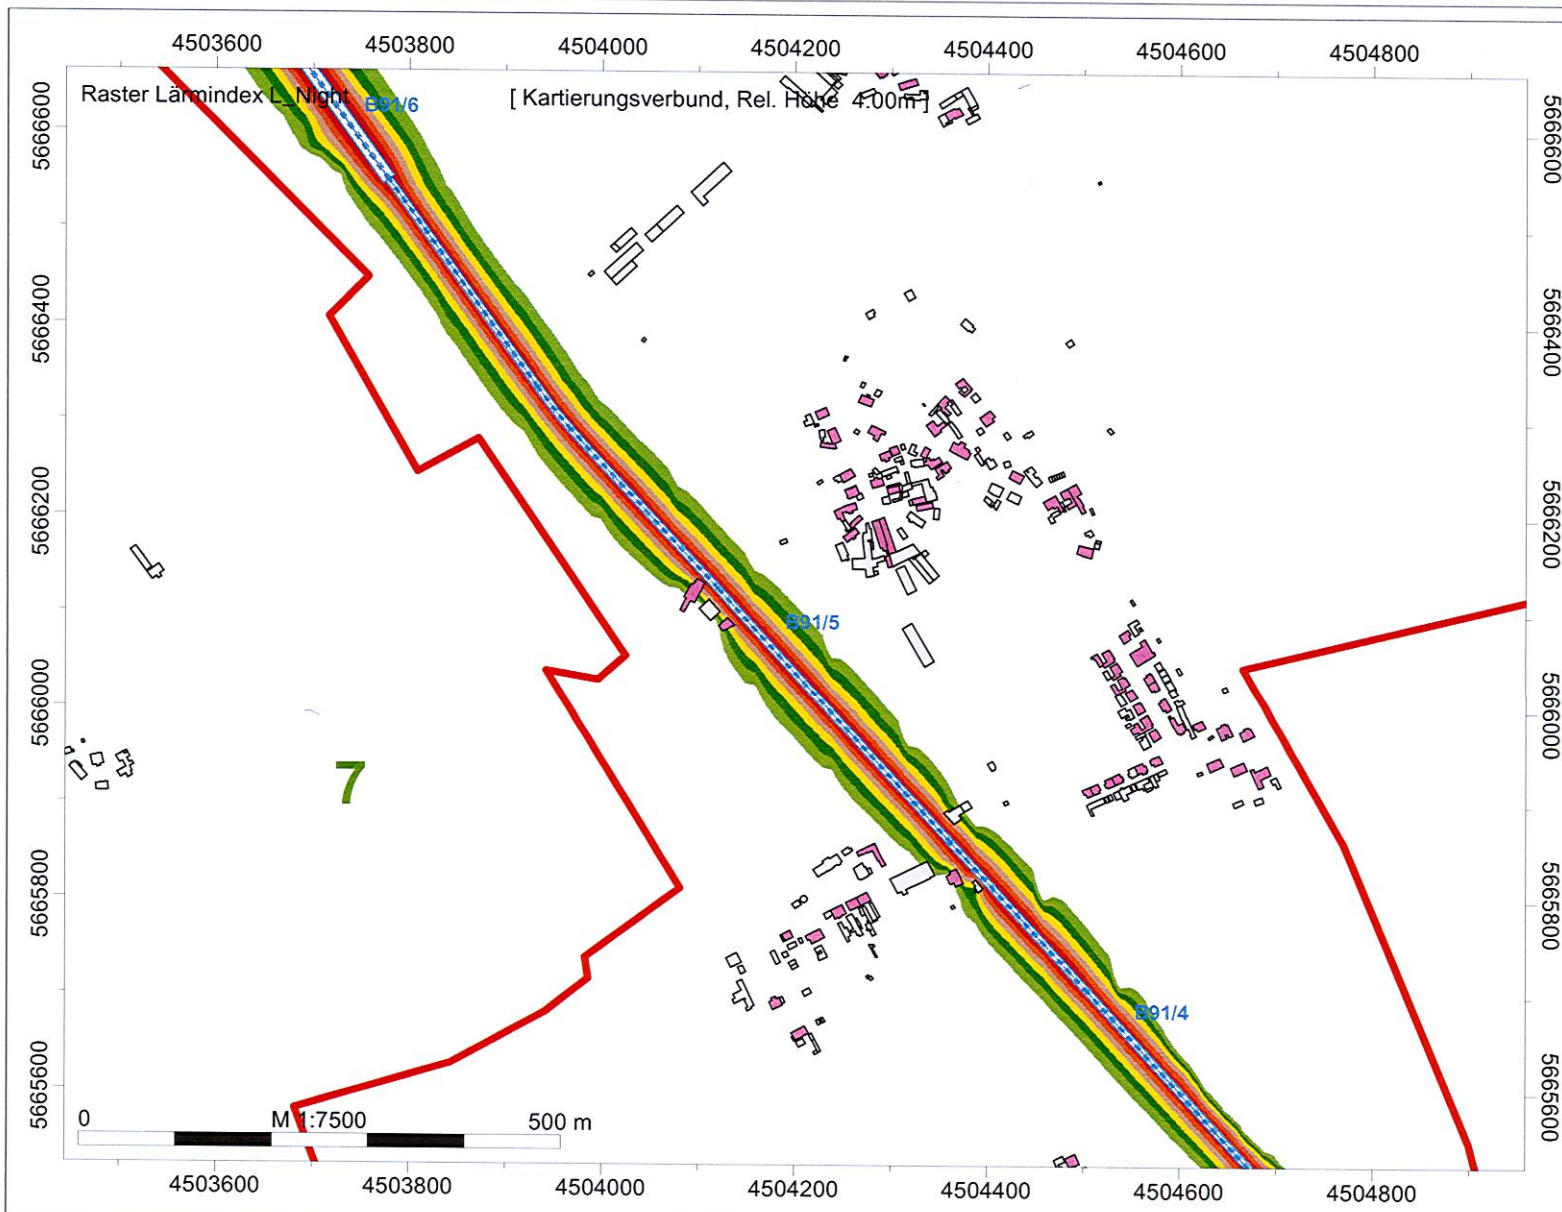 4503600 4503800 4504000 4504200 4504400 4504600 4504800
Raster Lärmindex L_Night
[ Kartierungsverbund, Rel. Höhe 4.00m ]
B91/6
5666600
5666600
5666400
5666400
5666200
5666200
B91/5
5666000
5666000
7
5665800
5665800
B91/4
5665600
5665600
0 M 1:7500 500 m
4503600 4503800 4504000 4504200 4504400 4504600 4504800